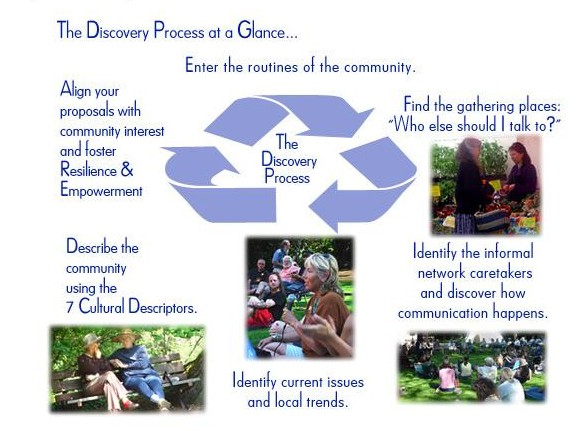 The Discovery Process at a Glance...
Enter the routines of the community.
Find the gathering places:
“Who else should I talk to?”
Identify the informal
network caretakers
and discover how
communication happens.
Identify current issues
and local trends.
Describe the
community
using the
7 Cultural Descriptors.
Align your
proposals with
community interest
and foster
Resilience &
Empowerment
The
Discovery
Process